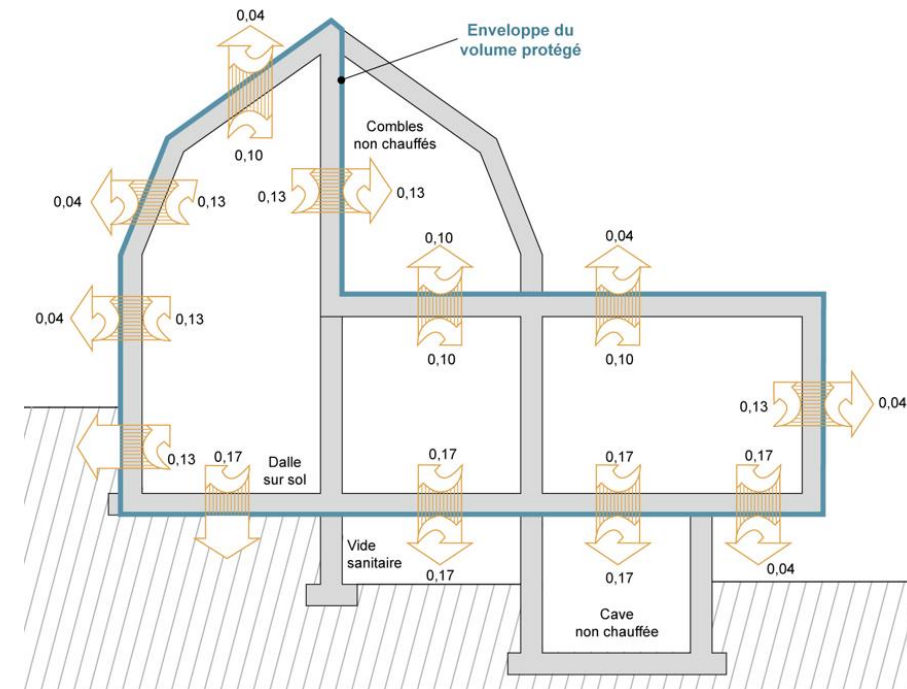 0,04
Enveloppe du
volume protégé
Combles
non chauffés
0,10
0,04
0,13
0,13
0,13
0,10
0,04
0,04
0,13
0,10
0,10
0,13
0,04
0,13
0,17
Dalle
sur sol
0,17
0,17
0,17
Vide
sanitaire
0,17
0,17
0,04
Cave
non chauffée